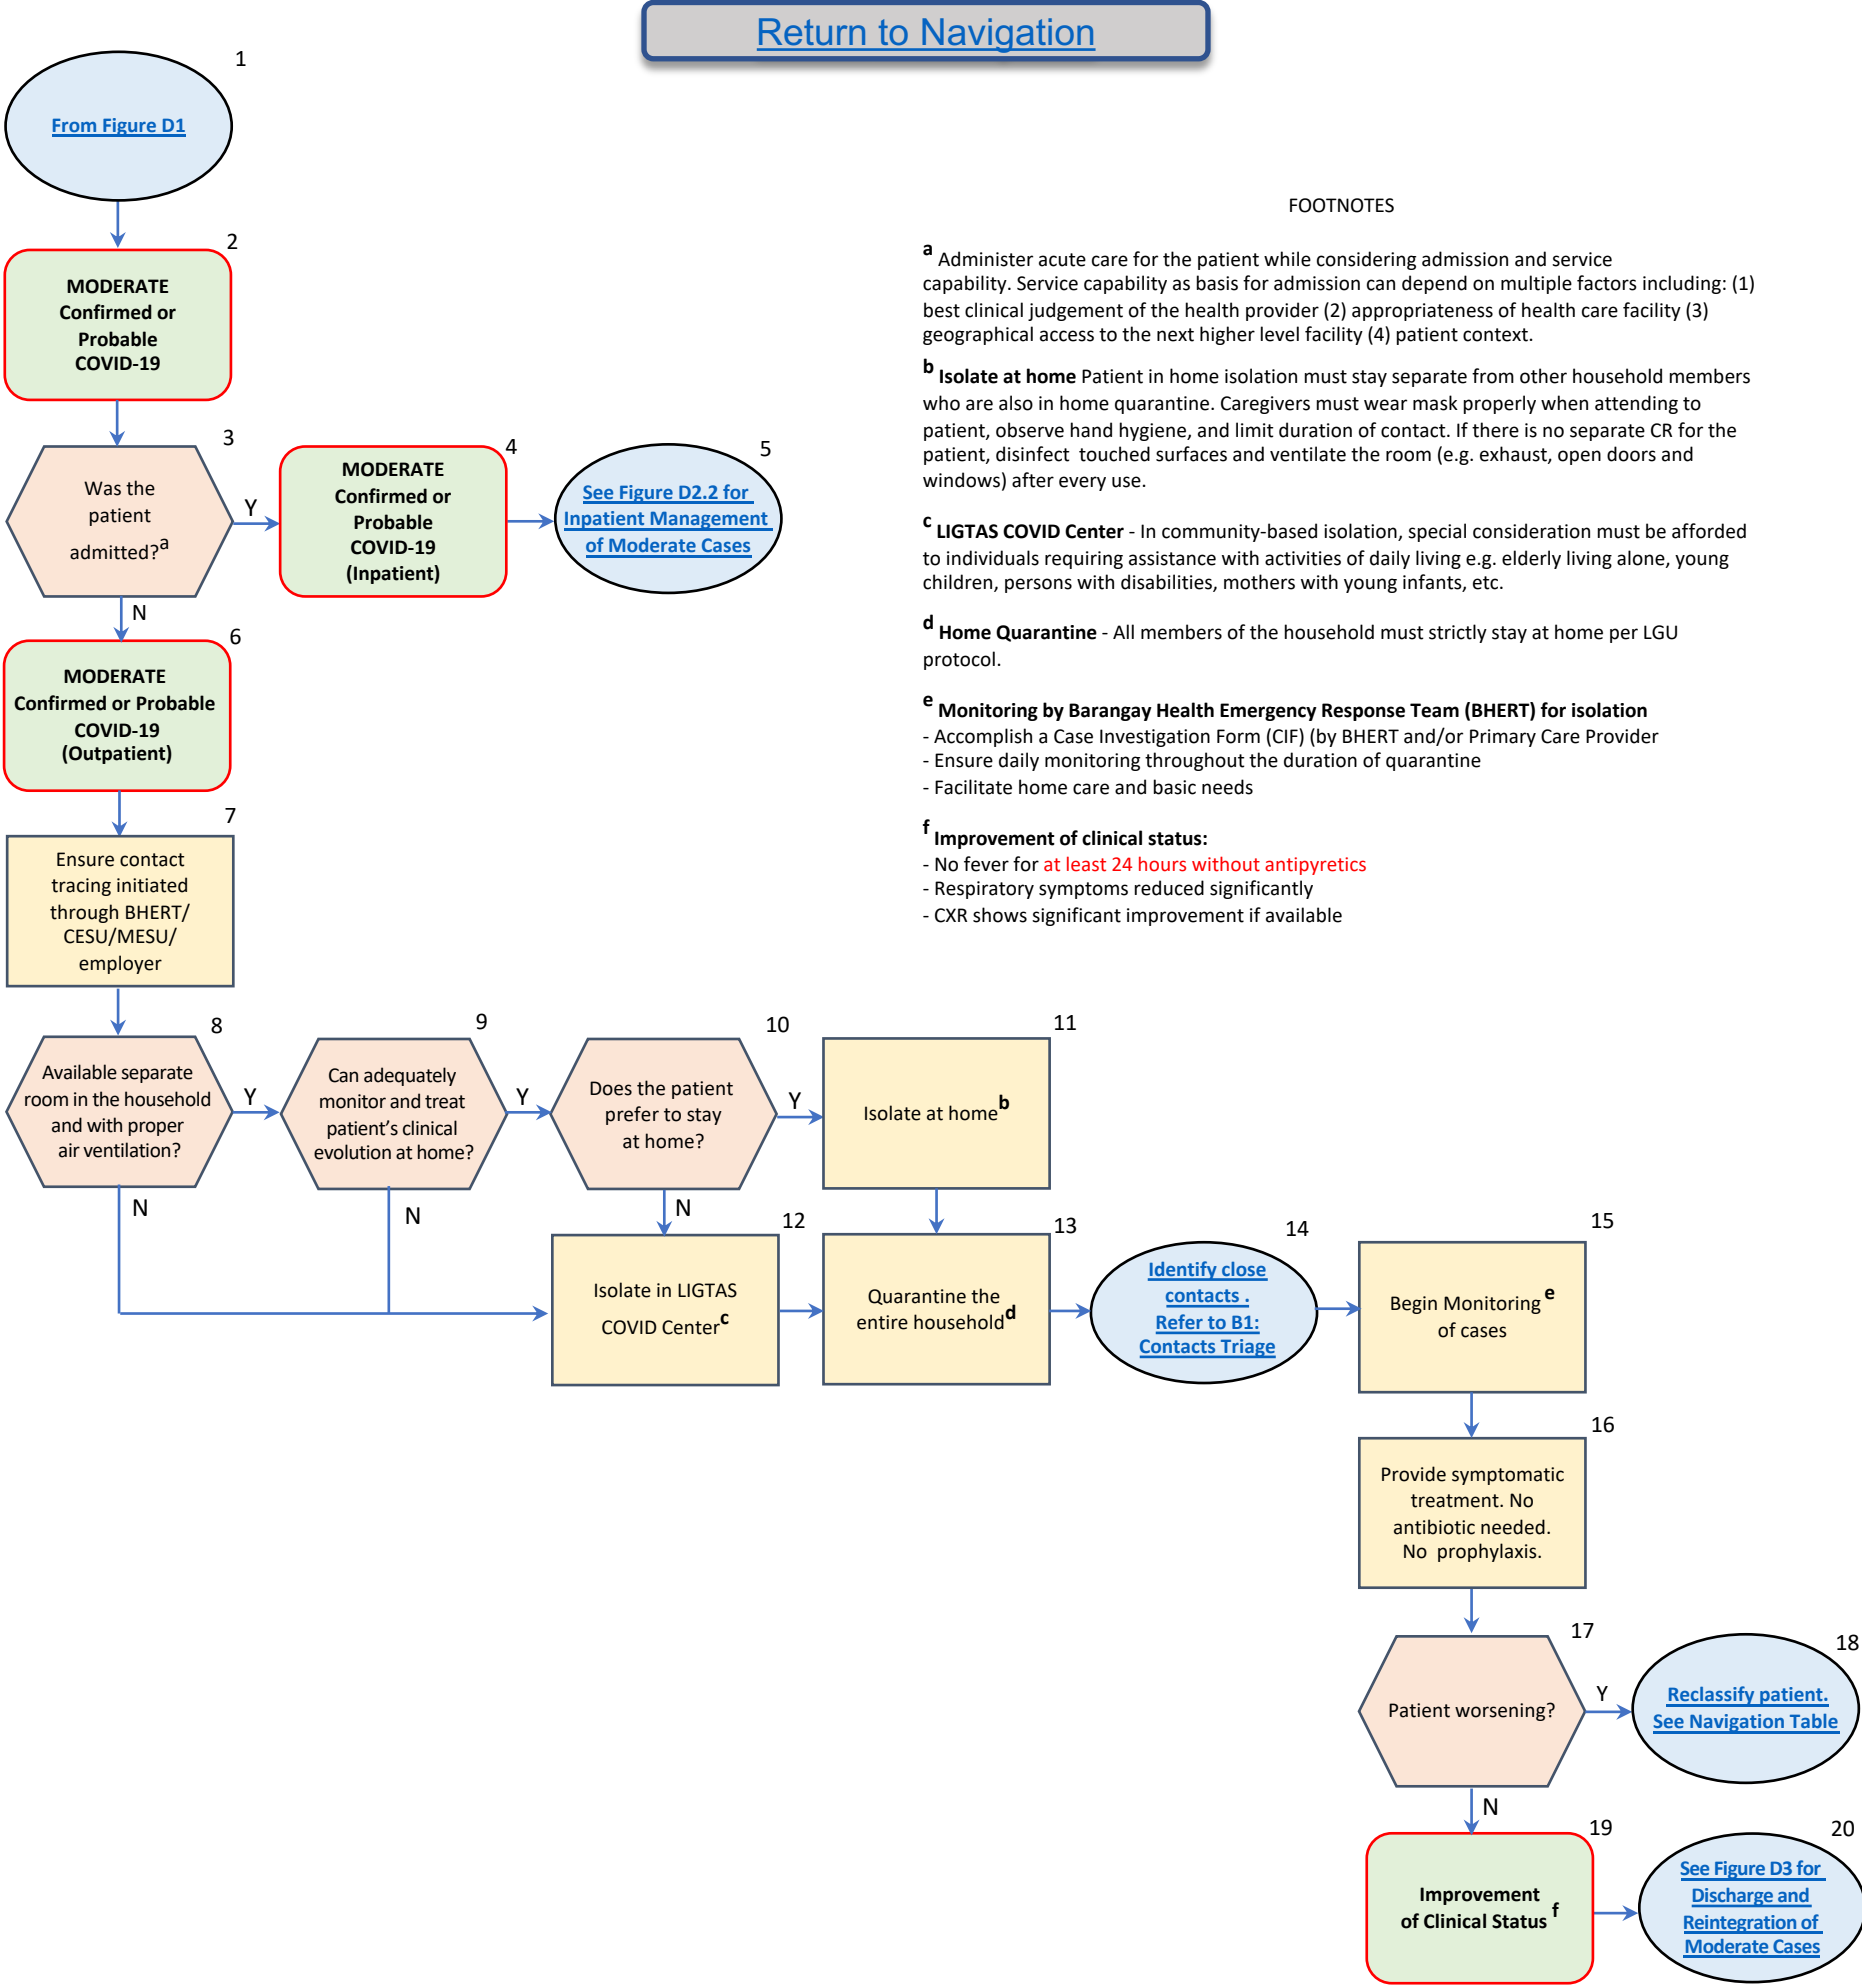 Return to Navigation
1
From Figure D1
2
MODERATE
Confirmed or
Probable
COVID-19
3
Was the
patient
admitted?a
Y
4
MODERATE
Confirmed or
Probable
COVID-19
(Inpatient)
5
See Figure D2.2 for
Inpatient Management
of Moderate Cases
N
6
MODERATE
Confirmed or Probable
COVID-19
(Outpatient)
7
Ensure contact
tracing initiated
through BHERT/
CESU/MESU/
employer
FOOTNOTES
a Administer acute care for the patient while considering admission and service
capability. Service capability as basis for admission can depend on multiple factors including: (1)
best clinical judgement of the health provider (2) appropriateness of health care facility (3)
geographical access to the next higher level facility (4) patient context.
b Isolate at home Patient in home isolation must stay separate from other household members
who are also in home quarantine. Caregivers must wear mask properly when attending to
patient, observe hand hygiene, and limit duration of contact. If there is no separate CR for the
patient, disinfect touched surfaces and ventilate the room (e.g. exhaust, open doors and
windows) after every use.
c LIGTAS COVID Center - In community-based isolation, special consideration must be afforded
to individuals requiring assistance with activities of daily living e.g. elderly living alone, young
children, persons with disabilities, mothers with young infants, etc.
d Home Quarantine - All members of the household must strictly stay at home per LGU
protocol.
e Monitoring by Barangay Health Emergency Response Team (BHERT) for isolation
- Accomplish a Case Investigation Form (CIF) (by BHERT and/or Primary Care Provider
- Ensure daily monitoring throughout the duration of quarantine
- Facilitate home care and basic needs
f Improvement of clinical status:
- No fever for at least 24 hours without antipyretics
- Respiratory symptoms reduced significantly
- CXR shows significant improvement if available
8
Available separate
room in the household
and with proper
air ventilation?
Y
N
9
Can adequately
monitor and treat
patient's clinical
evolution at home?
Y
N
10
Does the patient
prefer to stay
at home?
Y
N
11
Isolate at homeb
12
Isolate in LIGTAS
COVID Centerc
13
Quarantine the
entire householdd
14
Identify close
contacts .
Refer to B1:
Contacts Triage
15
Begin Monitoring e
of cases
16
Provide symptomatic
treatment. No
antibiotic needed.
No prophylaxis.
17
Patient worsening?
Y
18
Reclassify patient.
See Navigation Table
N
19
Improvement
of Clinical Status f
20
See Figure D3 for
Discharge and
Reintegration of
Moderate Cases